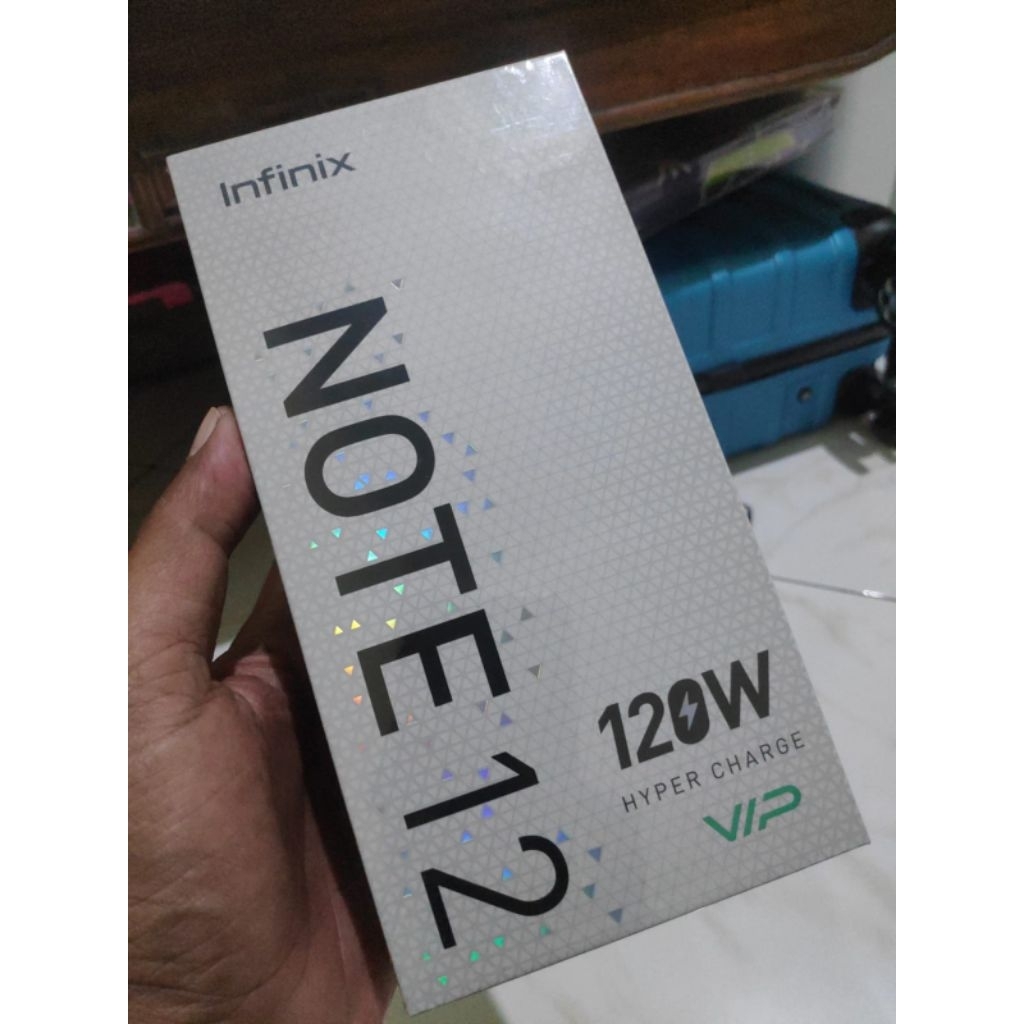 Infinix
NOTE 12
120W
HYPER CHARGE
VIP